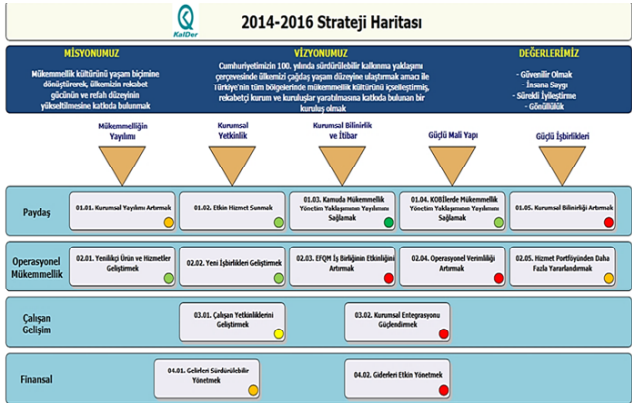 KalDer
2014-2016 Strateji Haritası
MİSYONUMUZ
Mükemmellik kültürünü yaşam biçimine
dönüştürerek, ülkemizin rekabet
gücünün ve refah düzeyinin
yükseltilmesine katkıda bulunmak
VİZYONUMUZ
Cumhuriyetimizin 100. yılında sürdürülebilir kalkınma yaklaşımı
çerçevesinde ülkemizi çağdaş yaşam düzeyine ulaştırmak amacı ile
Türkiye'nin tüm bölgelerinde mükemmellik kültürünü içselleştirmiş,
rekabetçi kurum ve kuruluşlar yaratılmasına katkıda bulunan bir
kuruluş olmak
DEĞERLERİMİZ
- Güvenilir Olmak
- İnsana Saygı
- Sürekli İyileştirme
- Gönüllülük
Mükemmelliğin
Yayılımı
Kurumsal
Yetkinlik
Kurumsal Bilinirlik
ve İtibar
Güçlü Mali Yapı
Güçlü İşbirlikleri
Paydaş
01.01. Kurumsal Yayılımı Artırmak
01.02. Etkin Hizmet Sunmak
01.03. Kamuda Mükemmellik
Yönetim Yaklaşımının Yayılımını
Sağlamak
01.04. KOBİlerde Mükemmellik
Yönetim Yaklaşımının Yayılımını
Sağlamak
01.05. Kurumsal Bilinirliği Artırmak
Operasyonel
Mükemmellik
02.01. Yenilikçi Ürün ve Hizmetler
Geliştirmek
02.02. Yeni İşbirlikleri Geliştirmek
02.03. EFQM İş Birliğinin Etkinliğini
Artırmak
02.04. Operasyonel Verimliliği
Artırmak
02.05. Hizmet Portföyünden Daha
Fazla Yararlandırmak
Çalışan
Gelişim
03.01. Çalışan Yetkinliklerini
Geliştirmek
03.02. Kurumsal Entegrasyonu
Güçlendirmek
Finansal
04.01. Gelirleri Sürdürülebilir
Yönetmek
04.02. Giderleri Etkin Yönetmek